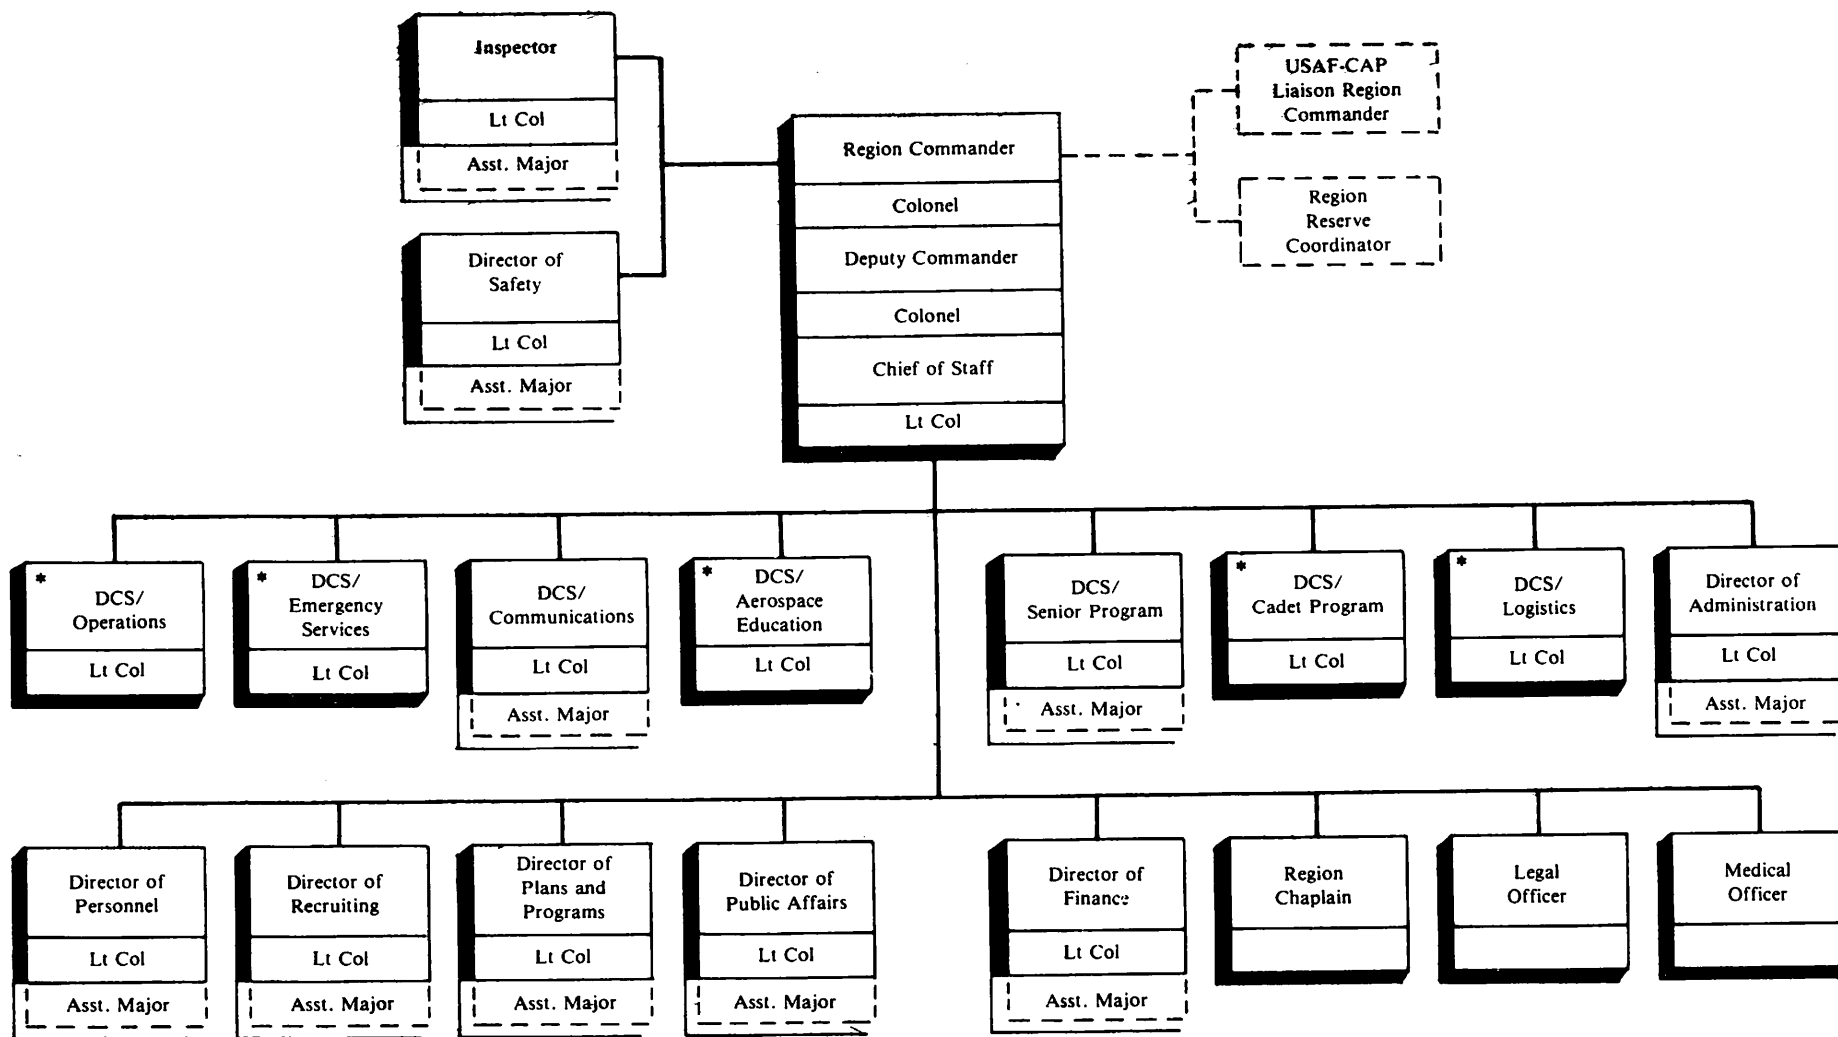 Inspector
Lt Col
Asst. Major
Director of
Safety
Lt Col
Asst. Major
Region Commander
Colonel
Deputy Commander
Colonel
Chief of Staff
Lt Col
USAF-CAP
Liaison Region
Commander
Region
Reserve
Coordinator
*
DCS/
Operations
Lt Col
*
DCS/
Emergency
Services
Lt Col
DCS/
Communications
Lt Col
Asst. Major
*
DCS/
Aerospace
Education
Lt Col
DCS/
Senior Program
Lt Col
Asst. Major
*
DCS/
Cadet Program
Lt Col
*
DCS/
Logistics
Lt Col
Director of
Administration
Lt Col
Asst. Major
Director of
Personnel
Lt Col
Asst. Major
Director of
Recruiting
Lt Col
Asst. Major
Director of
Plans and
Programs
Lt Col
Asst. Major
Director of
Public Affairs
Lt Col
Asst. Major
Director of
Finance
Lt Col
Asst. Major
Region
Chaplain
Legal
Officer
Medical
Officer